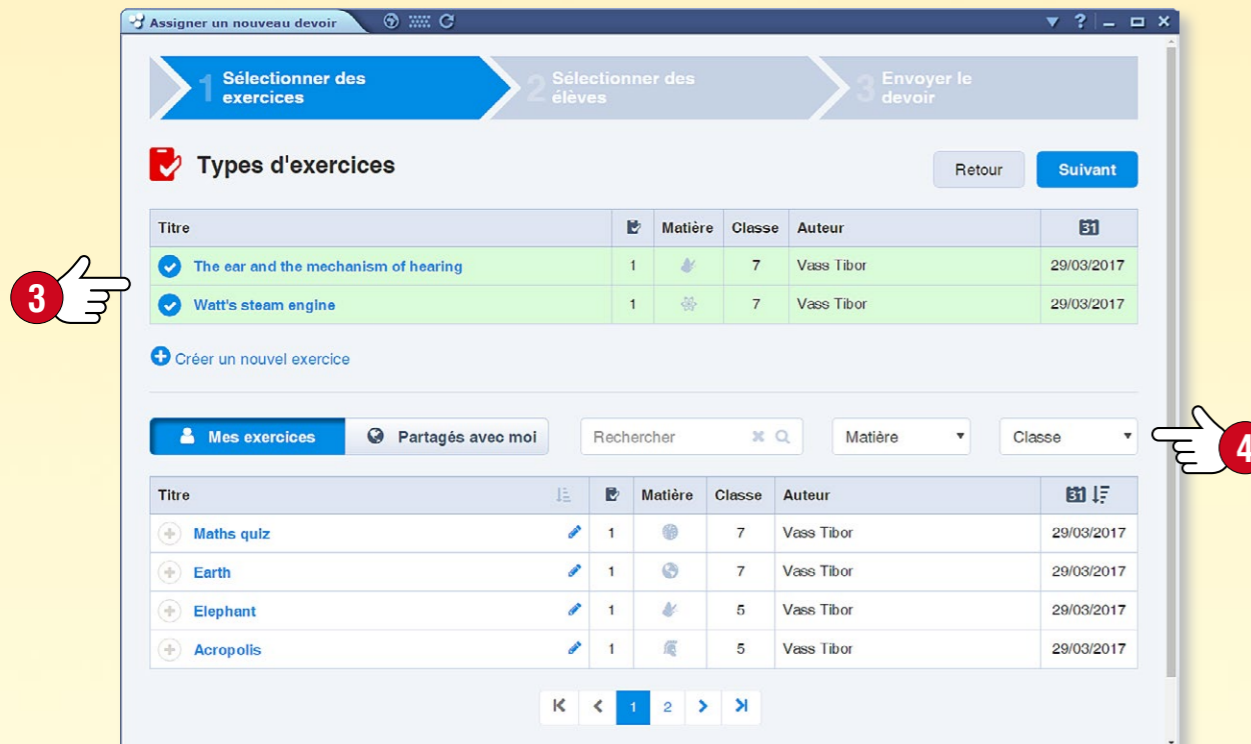 Assigner un nouveau devoir
?
1 Sélectionner des
exercices
2 Sélectionner des
élèves
3 Envoyer le
devoir
Types d'exercices
Retour Suivant
Titre Matière Classe Auteur 31
The ear and the mechanism of hearing 1 7 Vass Tibor 29/03/2017
3
Watt's steam engine 1 7 Vass Tibor 29/03/2017
Créer un nouvel exercice
Mes exercices Partagés avec moi Rechercher Matière Classe
4
Titre Matière Classe Auteur 31
Maths quiz 1 7 Vass Tibor 29/03/2017
Earth 1 7 Vass Tibor 29/03/2017
Elephant 1 5 Vass Tibor 29/03/2017
Acropolis 1 5 Vass Tibor 29/03/2017
1 2